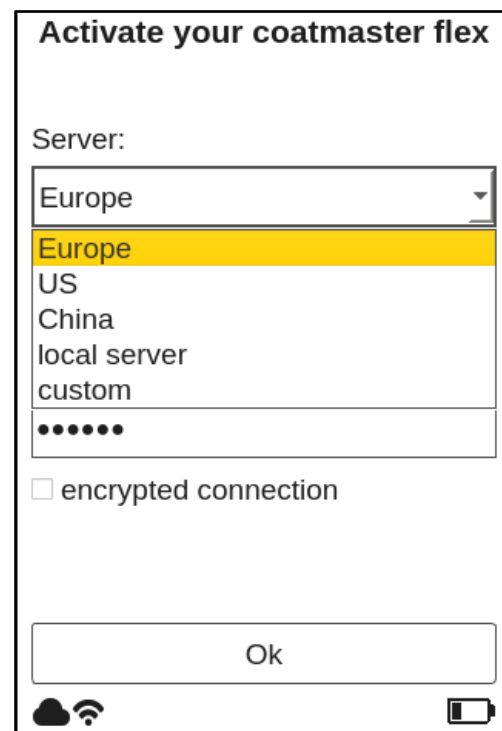 Activate your coatmaster flex
Server:
Europe
Europe
US
China
local server
custom
••••••
encrypted connection
Ok